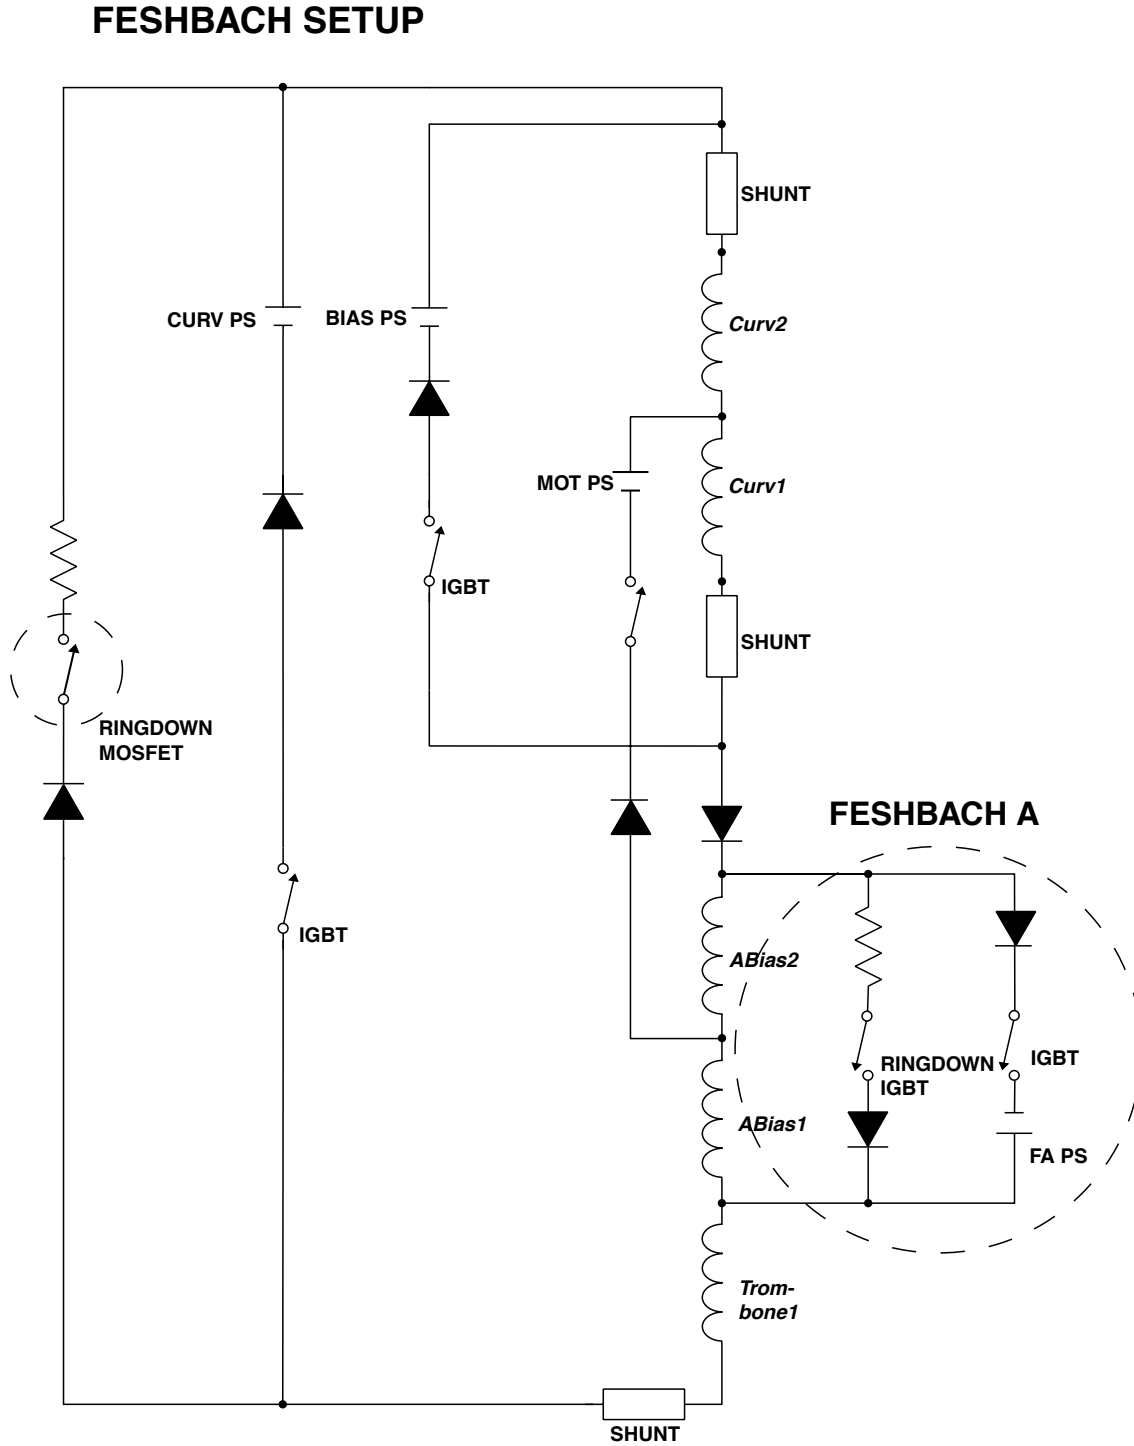 FESHBACH SETUP
SHUNT
CURV PS
BIAS PS
Curv2
MOT PS
Curv1
IGBT
SHUNT
RINGDOWN
MOSFET
FESHBACH A
IGBT
ABias2
RINGDOWN
IGBT
IGBT
ABias1
FA PS
Trom-
bone1
SHUNT